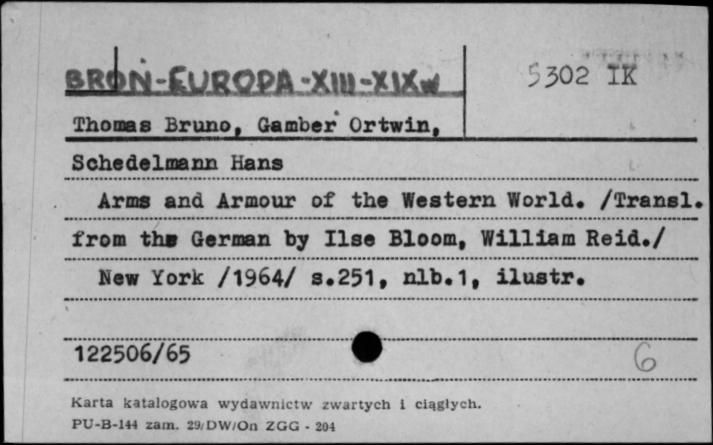 BROŃ-EUROPA-XIII-XIXw
5302 IK
Thomas Bruno, Gamber Ortwin,
Schedelmann Hans
Arms and Armour of the Western World. /Transl.
from the German by Ilse Bloom, William Reid./
New York /1964/ s.251, nlb.1, ilustr.
122506/65
6
Karta katalogowa wydawnictw zwartych i ciągłych.
PU-B-144 zam. 29/DW/On ZGG - 204